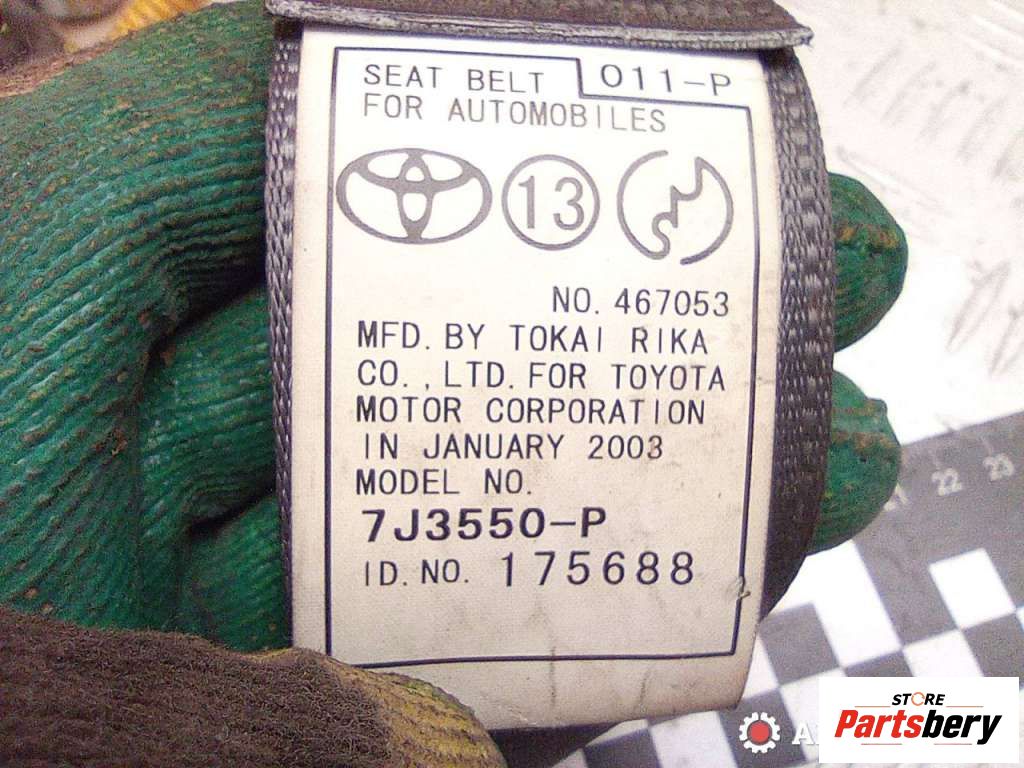 SEAT BELT 011-P
FOR AUTOMOBILES
13
NO. 467053
MFD. BY TOKAI RIKA
CO., LTD. FOR TOYOTA
MOTOR CORPORATION
IN JANUARY 2003
MODEL NO.
7J3550-P
ID. NO. 175688
22 23
STORE
Partsbery